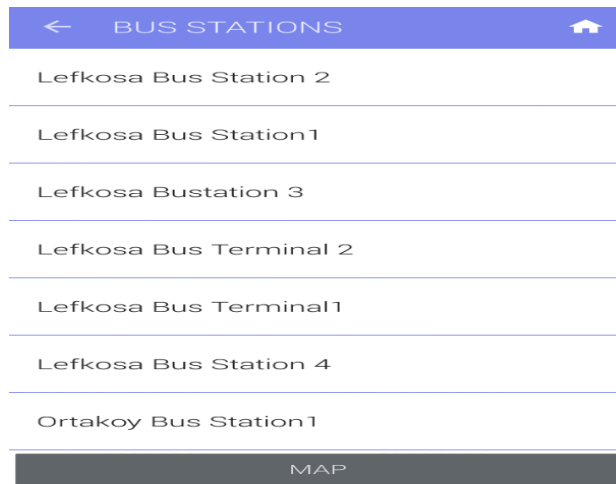 BUS STATIONS
Lefkosa Bus Station 2
Lefkosa Bus Station1
Lefkosa Bustation 3
Lefkosa Bus Terminal 2
Lefkosa Bus Terminal1
Lefkosa Bus Station 4
Ortakoy Bus Station1
MAP